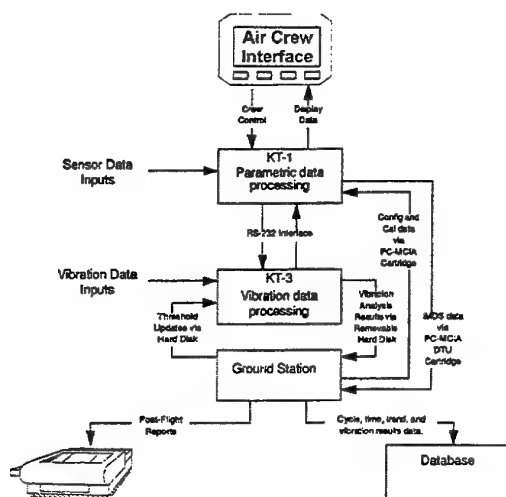 Air Crew
Interface
Crew
Control
Display
Data
KT-1
Parametric data
processing
Sensor Data
Inputs
RS-232 Interface
Config and
Cal data
via
PC-MCIA
Cartridge
KT-3
Vibration data
processing
Vibration Data
Inputs
Threshold
Updates via
Hard Disk
Vibration
Analysis
Results via
Removable
Hard Disk
data
via
PC-MCIA
DTU
Cartridge
Ground Station
Post-Flight
Reports
Cycle, time, trend, and
vibration results data.
Database